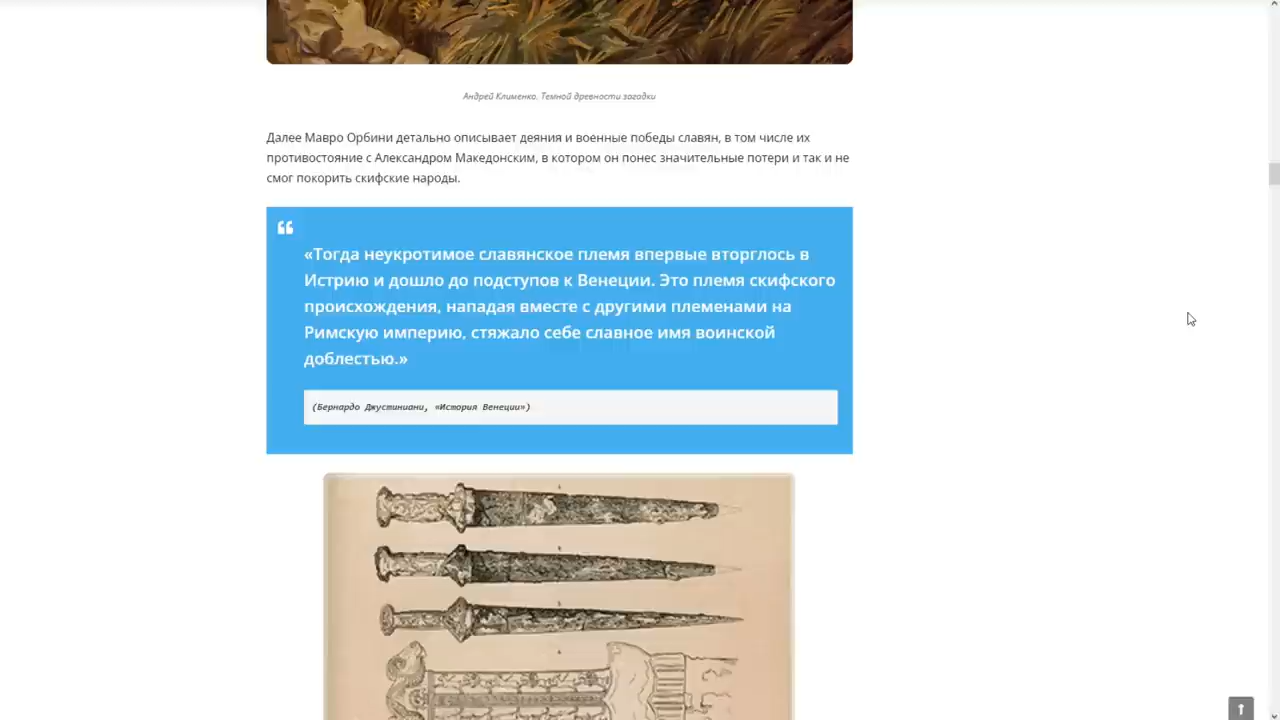 Андрей Клименко. Темной древности загадки
Далее Мавро Орбини детально описывает деяния и военные победы славян, в том числе их
противостояние с Александром Македонским, в котором он понес значительные потери и так и не
смог покорить скифские народы.
«Тогда неукротимое славянское племя впервые вторглось в
Истрию и дошло до подступов к Венеции. Это племя скифского
происхождения, нападая вместе с другими племенами на
Римскую империю, стяжало себе славное имя воинской
доблестью.»
(Бернардо Джустиниани, «История Венеции»)